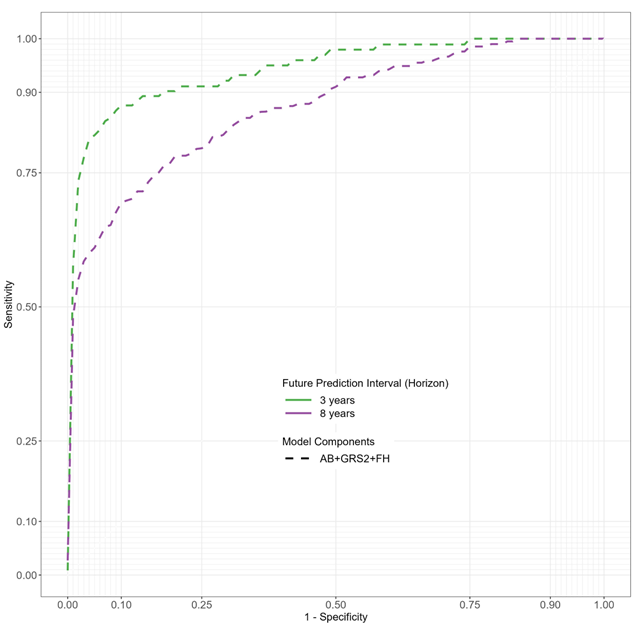 1.00
0.90
0.75
Sensitivity
0.50
Future Prediction Interval (Horizon)
3 years
8 years
Model Components
AB+GRS2+FH
0.25
0.10
0.00
0.00 0.10 0.25 0.50 0.75 0.90 1.00
1 - Specificity